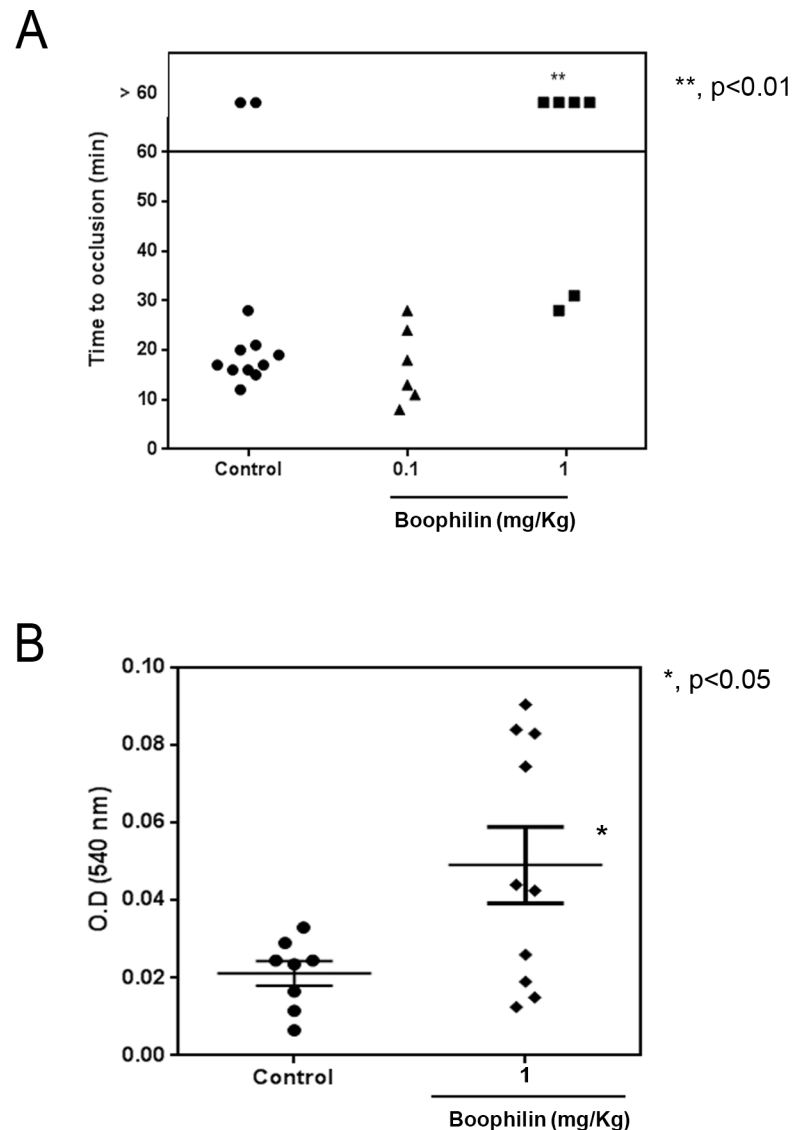 A
**
> 60
**, p<0.01
60
50
40
30
20
10
0
Time to occlusion (min)
Control
0.1
1
Boophilin (mg/Kg)
B
0.10
*, p<0.05
0.08
0.06
*
0.04
0.02
0.00
O.D (540 nm)
Control
1
Boophilin (mg/Kg)